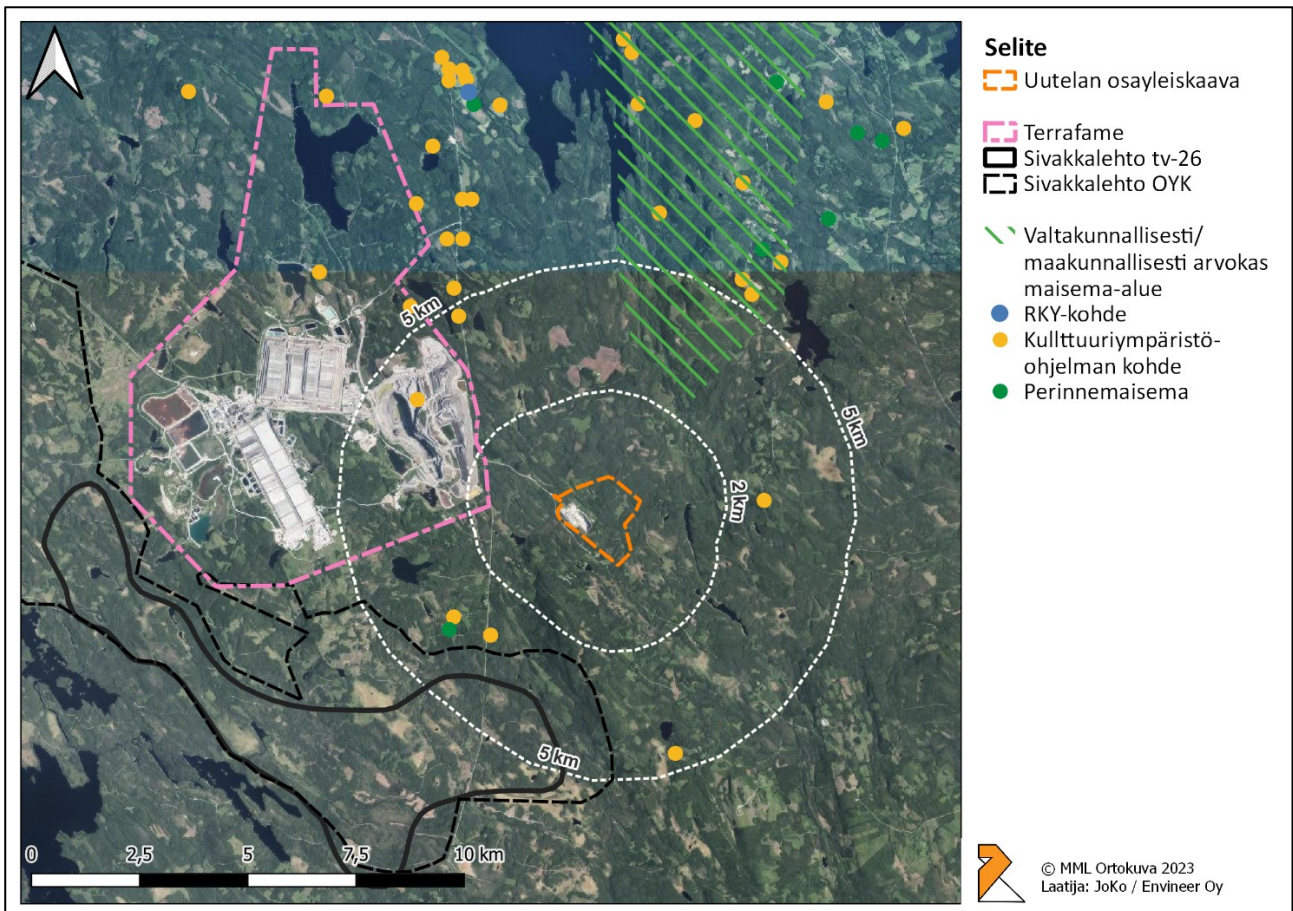 Selite
Uutelan osayleiskaava
Terrafame
Sivakkalehto tv-26
Sivakkalehto OYK
Valtakunnallisesti/
maakunnallisesti arvokas
maisema-alue
RKY-kohde
Kullttuuriympäristö-
ohjelman kohde
Perinnemaisema
5 km
5 km
2 km
5 km
0 2,5 5 7,5 10 km
© MML Ortokuva 2023
Laatija: JoKo / Envineer Oy